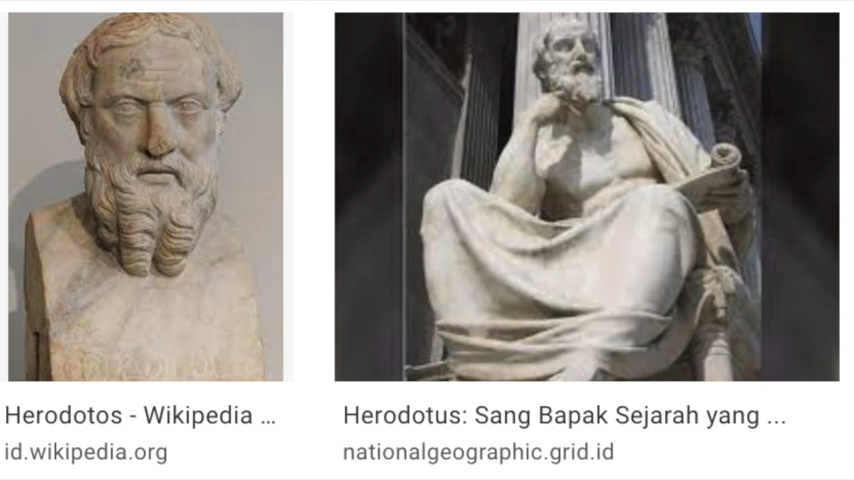 Herodotos - Wikipedia ...
Herodotus: Sang Bapak Sejarah yang ...
id.wikipedia.org
nationalgeographic.grid.id